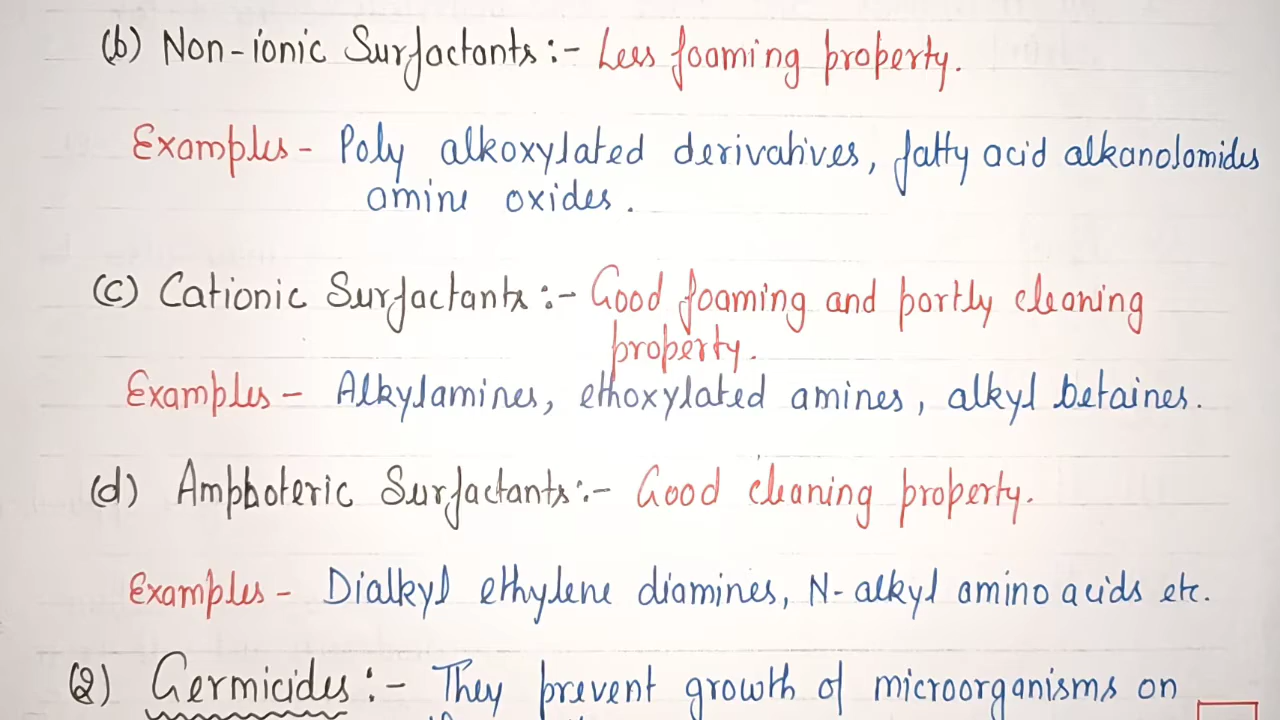 (b) Non-ionic Surfactants :- Less foaming property.
Examples - Poly alkoxylated derivatives, fatty acid alkanolamides
amine oxides.
(c) Cationic Surfactants :- Good foaming and partly cleaning
property.
Examples - Alkylamines, ethoxylated amines, alkyl betaines.
(d) Amphoteric Surfactants :- Good cleaning property.
Examples - Dialkyl ethylene diamines, N-alkyl amino acids etc.
(2) Germicides :- They prevent growth of microorganisms on